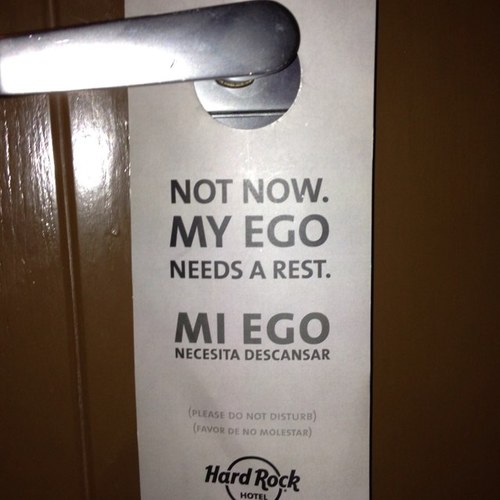 NOT NOW.
MY EGO
NEEDS A REST.
MI EGO
NECESITA DESCANSAR
(PLEASE DO NOT DISTURB)
(FAVOR DE NO MOLESTAR)
Hard Rock
HOTEL